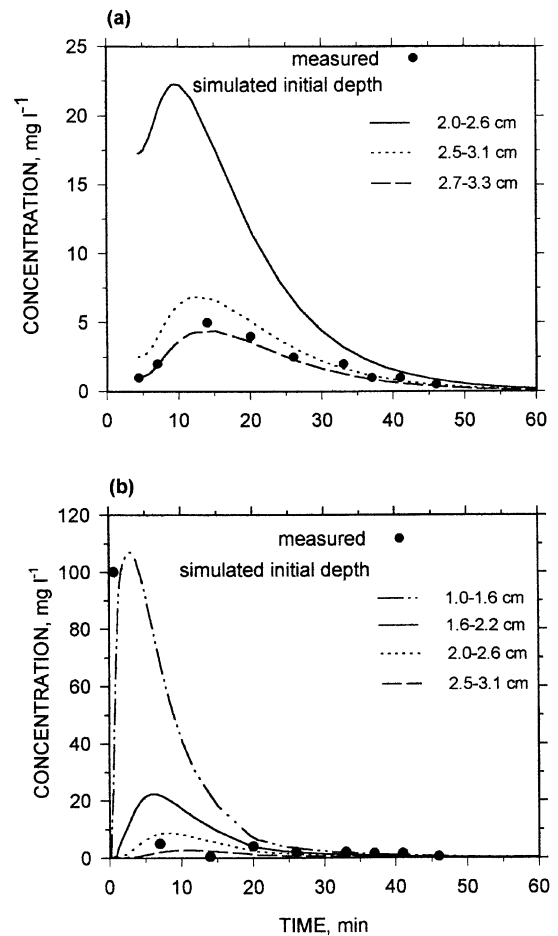 (a)
25
20
15
10
5
0
CONCENTRATION, mg l⁻¹
measured
simulated initial depth
2.0-2.6 cm
2.5-3.1 cm
2.7-3.3 cm
0 10 20 30 40 50 60
(b)
120
100
80
60
40
20
0
CONCENTRATION, mg l⁻¹
measured
simulated initial depth
1.0-1.6 cm
1.6-2.2 cm
2.0-2.6 cm
2.5-3.1 cm
0 10 20 30 40 50 60
TIME, min